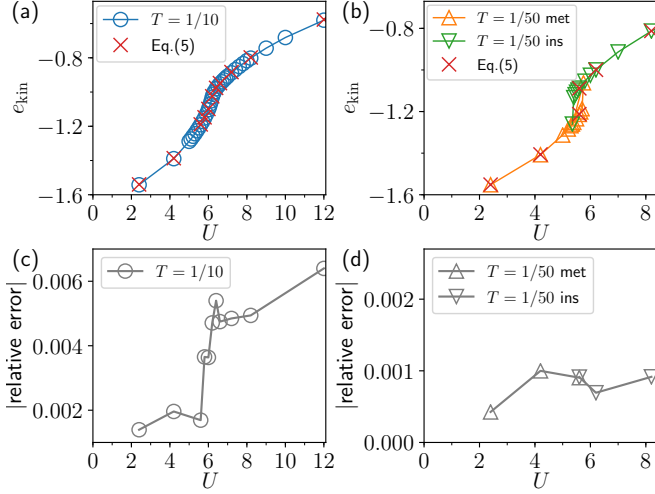 (a)
T = 1/10
Eq.(5)
e_kin
−0.8
−1.2
−1.6
0 2 4 6 8 10 12
U
(b)
T = 1/50 met
T = 1/50 ins
Eq.(5)
e_kin
−0.4
−0.8
−1.2
−1.6
0 2 4 6 8
U
(c)
T = 1/10
|relative error|
0.006
0.004
0.002
0 2 4 6 8 10 12
U
(d)
T = 1/50 met
T = 1/50 ins
|relative error|
0.002
0.001
0.000
0 2 4 6 8
U